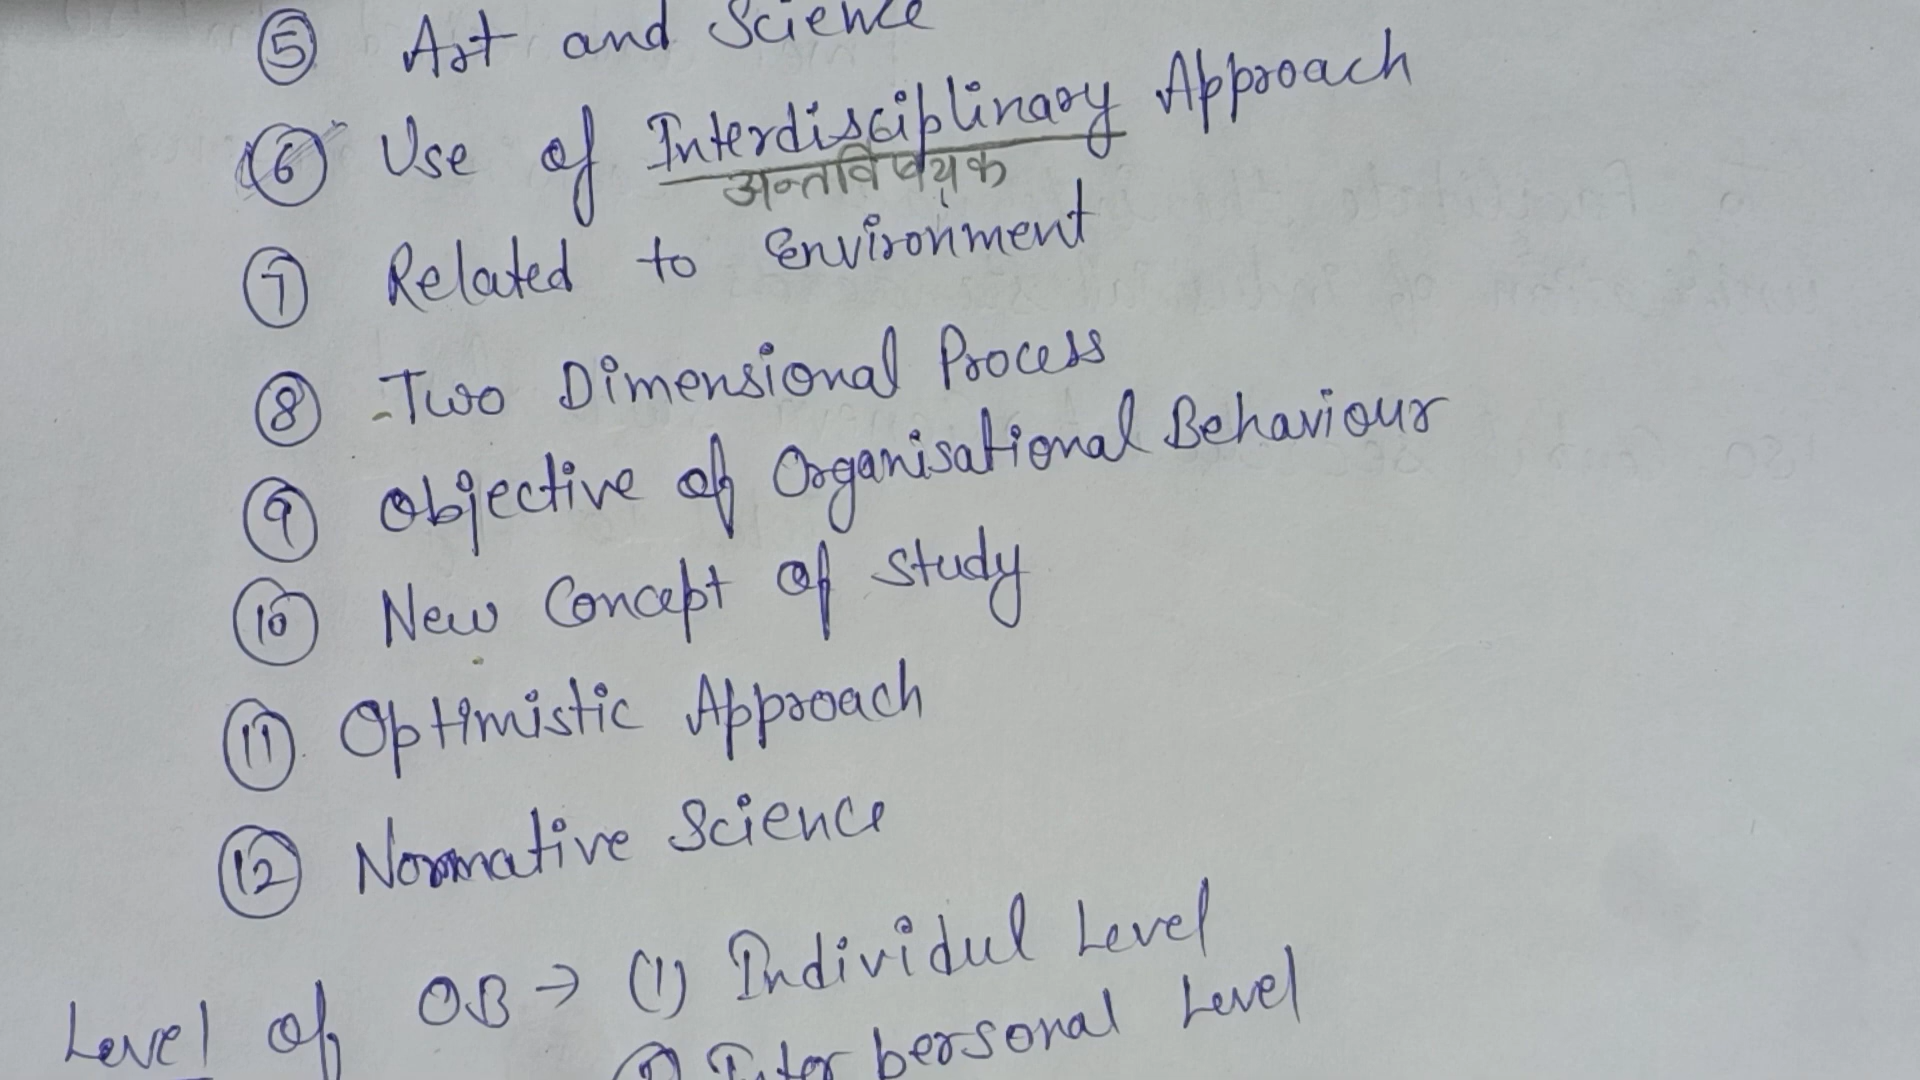 ⑤ Art and Science
⑥ Use of Interdisciplinary Approach
अन्तर्विषयक
⑦ Related to Environment
⑧ Two Dimensional Process
⑨ Objective of Organisational Behaviour
⑩ New Concept of study
⑪ Optimistic Approach
⑫ Normative Science
Level of OB → (1) Individul Level
Inter personal Level